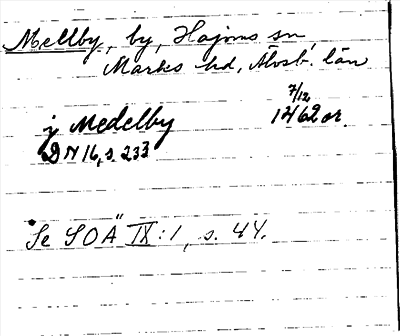 Mellby, by, Hajoms sn
Marks hd, Älvsb. län
7/12
j Medelby 1462 or.
DN 16, s. 233
Se SOÄ IX:1, s. 44.